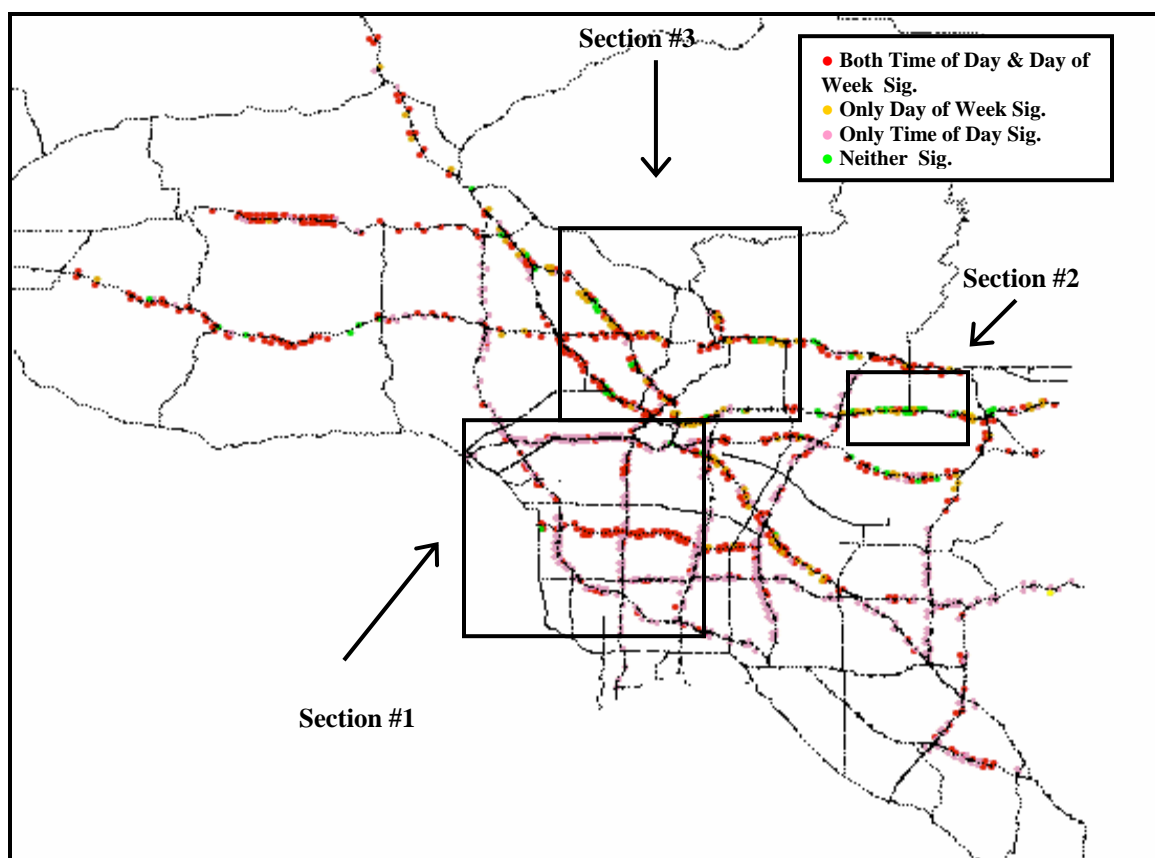 Section #3
● Both Time of Day & Day of
Week Sig.
● Only Day of Week Sig.
● Only Time of Day Sig.
● Neither Sig.
Section #2
Section #1